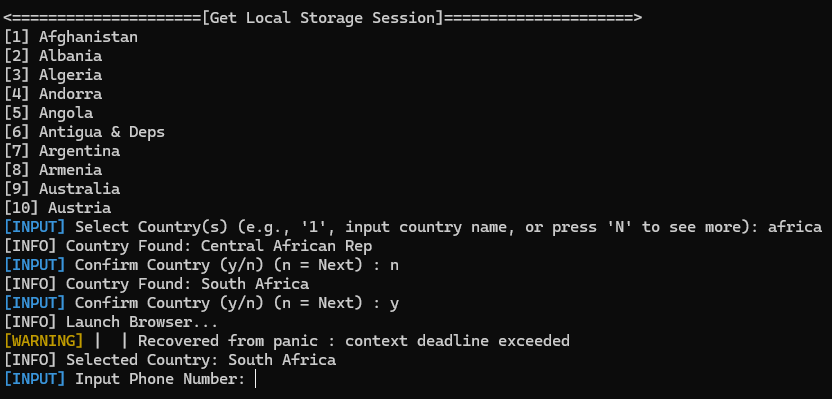 <=====================[Get Local Storage Session]=====================>
[1] Afghanistan
[2] Albania
[3] Algeria
[4] Andorra
[5] Angola
[6] Antigua & Deps
[7] Argentina
[8] Armenia
[9] Australia
[10] Austria
[INPUT] Select Country(s) (e.g., '1', input country name, or press 'N' to see more): africa
[INFO] Country Found: Central African Rep
[INPUT] Confirm Country (y/n) (n = Next) : n
[INFO] Country Found: South Africa
[INPUT] Confirm Country (y/n) (n = Next) : y
[INFO] Launch Browser...
[WARNING] |  | Recovered from panic : context deadline exceeded
[INFO] Selected Country: South Africa
[INPUT] Input Phone Number: